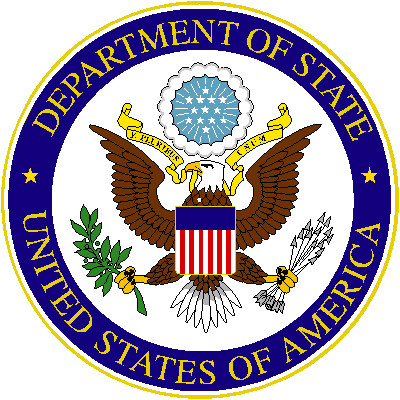 DEPARTMENT OF STATE
E PLURIBUS UNUM
UNITED STATES OF AMERICA